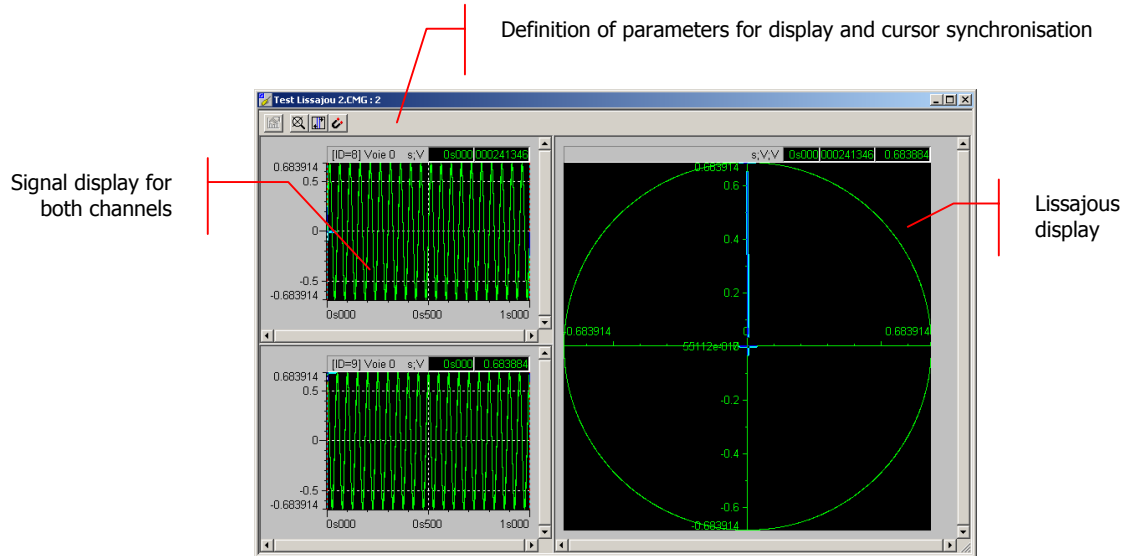 Definition of parameters for display and cursor synchronisation
Test Lissajou 2.CMG : 2
Signal display for
both channels
[ID=8] Voie 0 s;V 0s000 000241346
0.683914
0.5
0
-0.5
-0.683914
0s000 0s500 1s000
[ID=9] Voie 0 s;V 0s000 0.683884
0.683914
0.5
0
-0.5
-0.683914
0s000 0s500 1s000
s;V;V 0s000 000241346 0.683884
0.683914
0.6
0.4
0.2
-0.683914 0 0.683914
-0.2
-0.4
-0.6
-0.683914
Lissajous
display